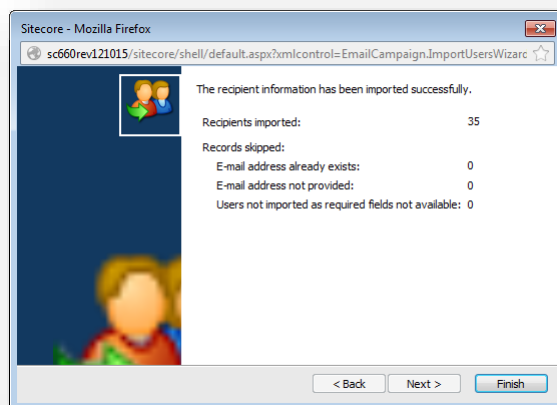 Sitecore - Mozilla Firefox
sc660rev121015/sitecore/shell/default.aspx?xmlcontrol=EmailCampaign.ImportUsersWizard
The recipient information has been imported successfully.
Recipients imported: 35
Records skipped:
E-mail address already exists: 0
E-mail address not provided: 0
Users not imported as required fields not available: 0
< Back Next > Finish